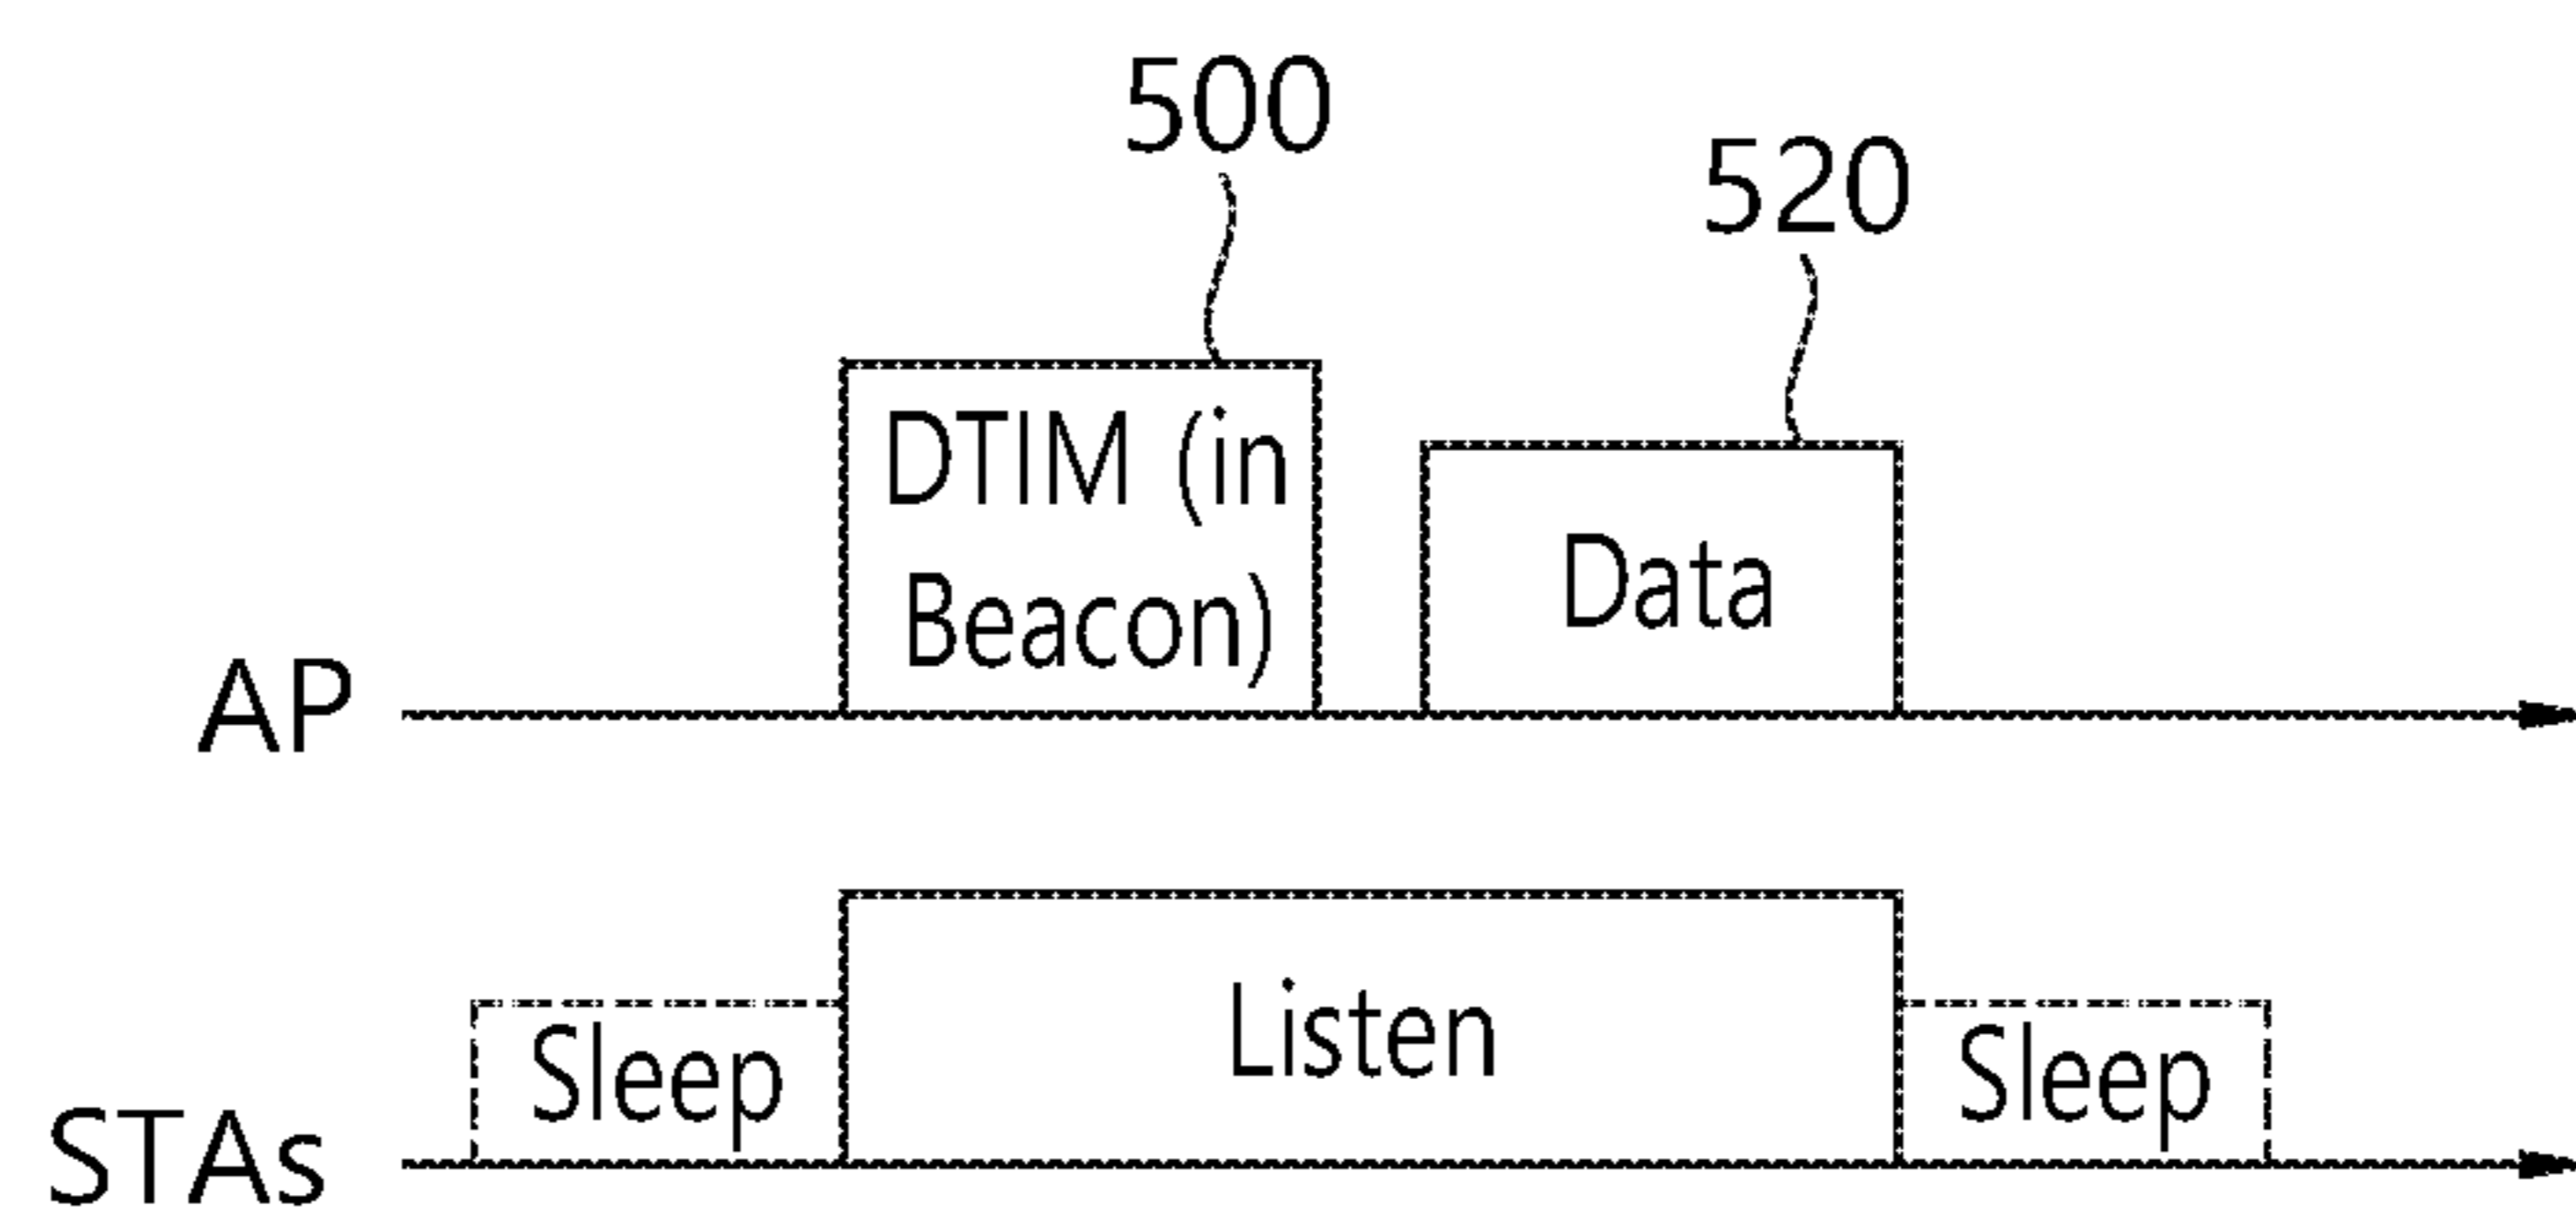 500
520
DTIM (in
Beacon)
Data
AP
Listen
Sleep
Sleep
STAs